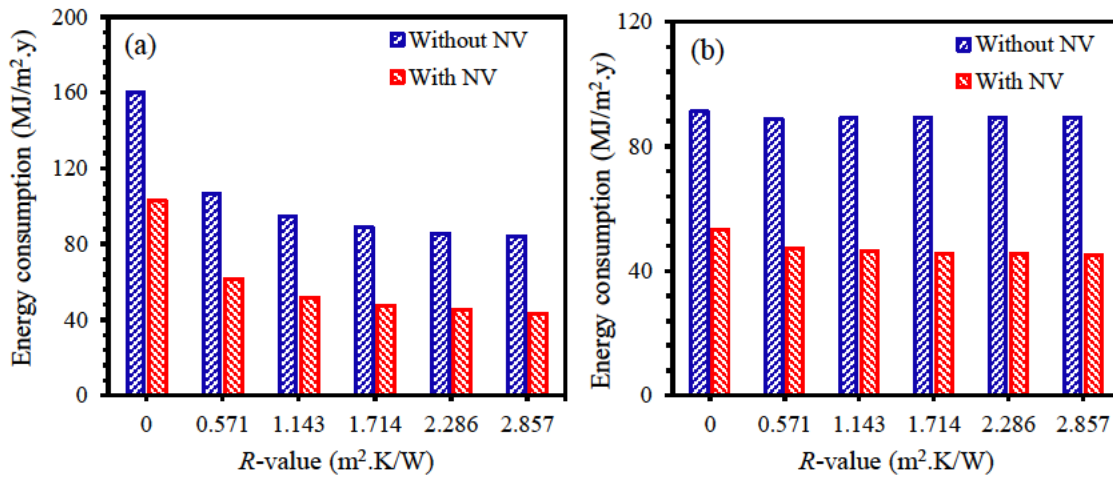 Energy consumption (MJ/m².y)
200
160
120
80
40
0
(a)
Without NV
With NV
0 0.571 1.143 1.714 2.286 2.857
R-value (m².K/W)
Energy consumption (MJ/m².y)
120
80
40
0
(b)
Without NV
With NV
0 0.571 1.143 1.714 2.286 2.857
R-value (m².K/W)